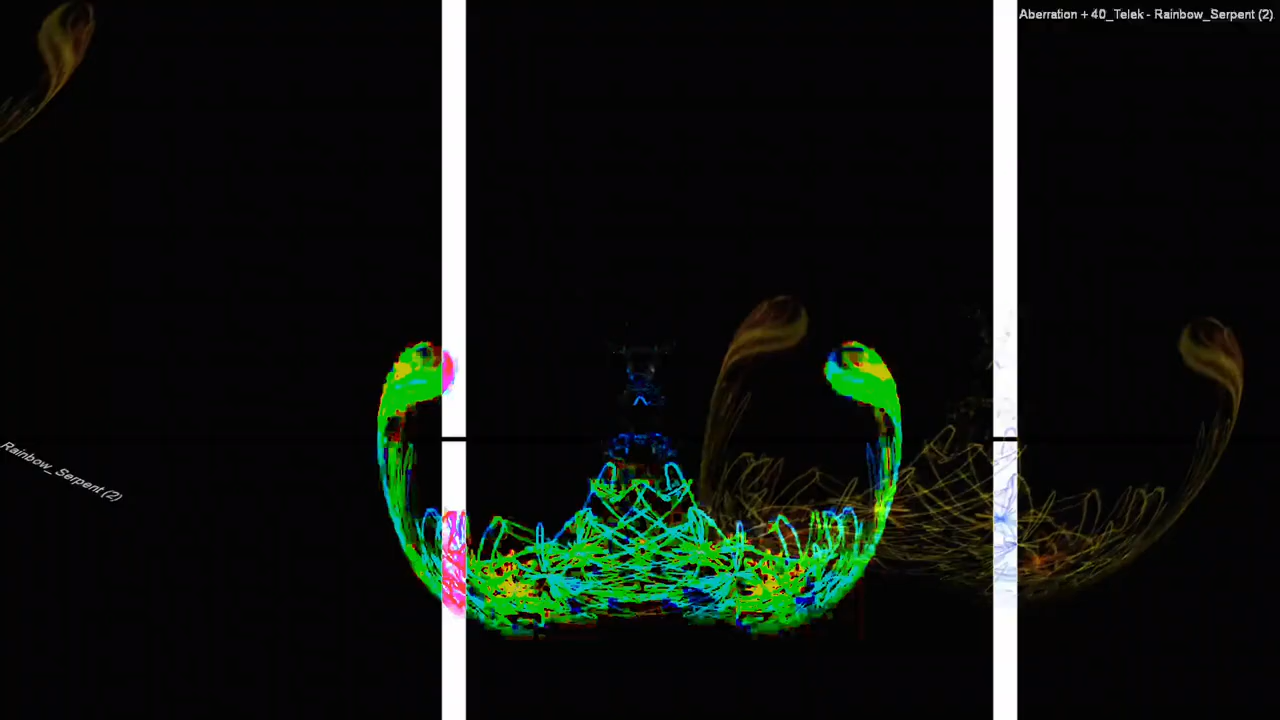 Aberration + 40_Telek - Rainbow_Serpent (2)
Rainbow_Serpent (2)